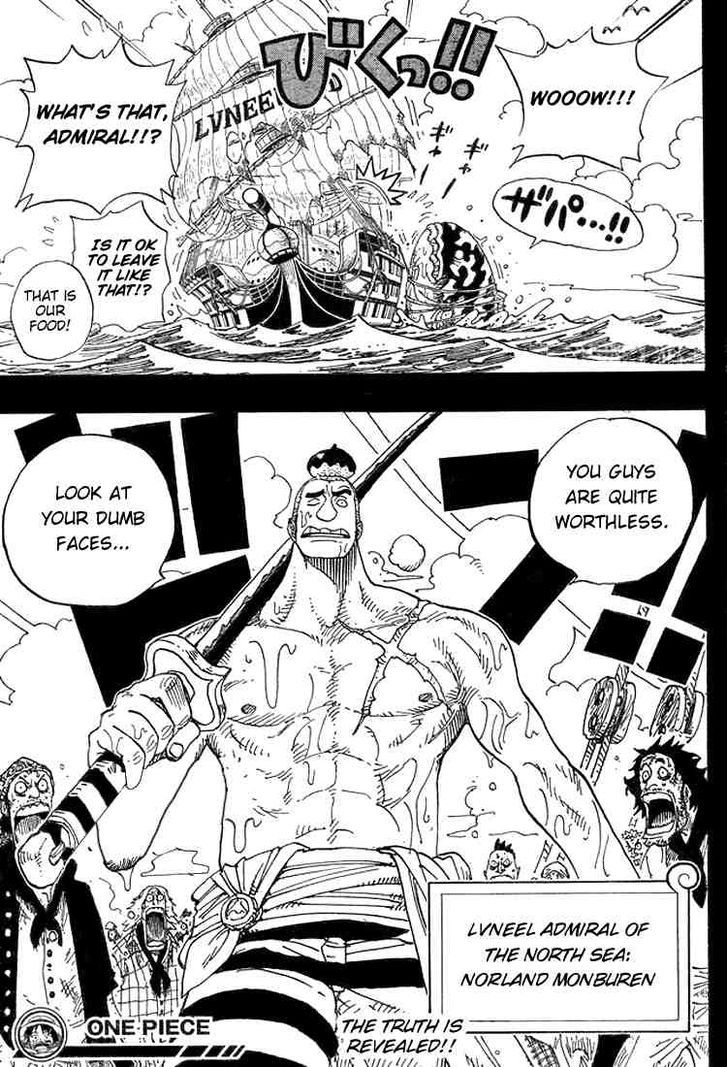 びくっ!!
WOOOW!!!
WHAT'S THAT,
ADMIRAL!!?
LVNEEL
ギャー
ギャー
ザバ…!!
IS IT OK
TO LEAVE
IT LIKE
THAT!?
THAT IS
OUR
FOOD!
YOU GUYS
ARE QUITE
WORTHLESS.
LOOK AT
YOUR DUMB
FACES...
LVNEEL ADMIRAL OF
THE NORTH SEA:
NORLAND MONBUREN
ONE PIECE
THE TRUTH IS
REVEALED!!